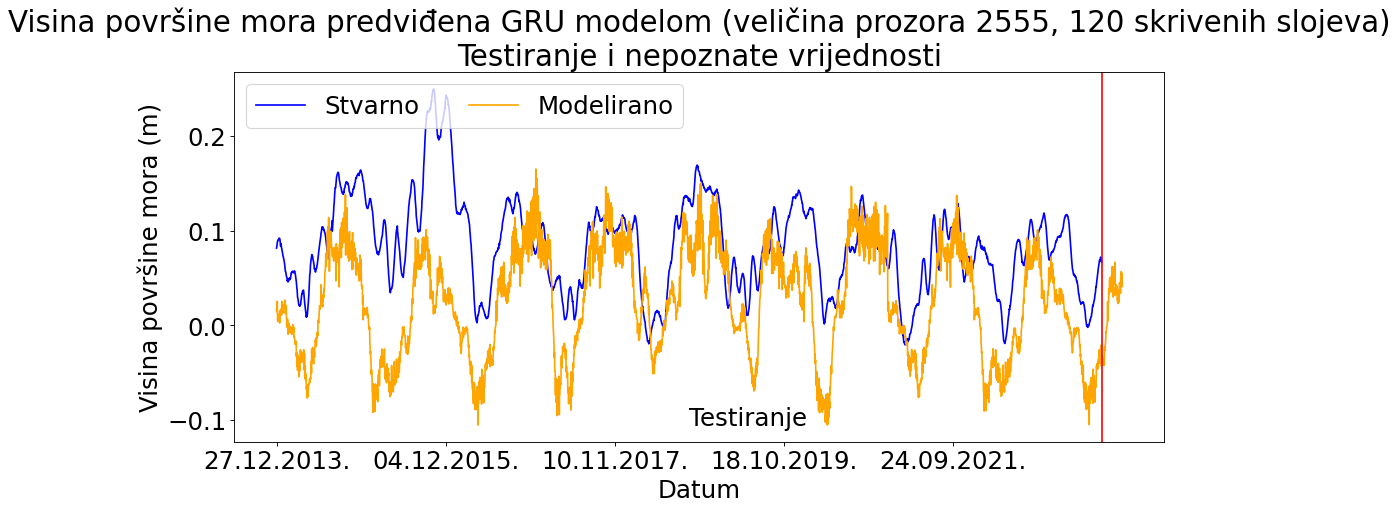 Visina površine mora predviđena GRU modelom (veličina prozora 2555, 120 skrivenih slojeva)
Testiranje i nepoznate vrijednosti
Stvarno Modelirano
Visina površine mora (m)
0.2
0.1
0.0
−0.1
Testiranje
27.12.2013. 04.12.2015. 10.11.2017. 18.10.2019. 24.09.2021.
Datum